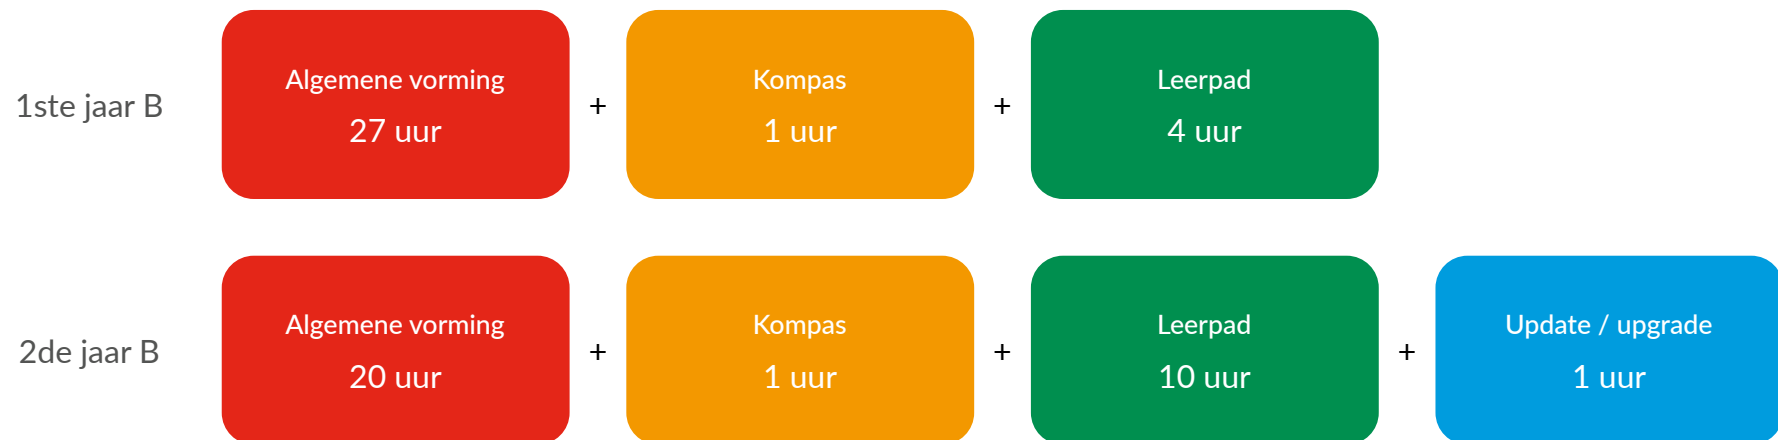 1ste jaar B
Algemene vorming
27 uur
+
Kompas
1 uur
+
Leerpad
4 uur
2de jaar B
Algemene vorming
20 uur
+
Kompas
1 uur
+
Leerpad
10 uur
+
Update / upgrade
1 uur